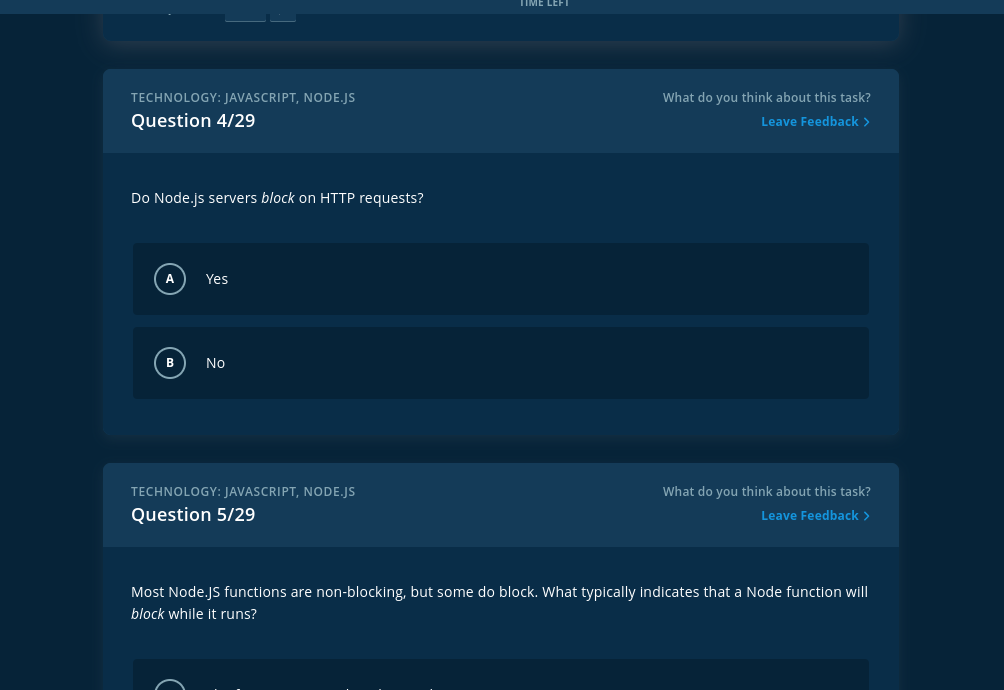 TIME LEFT
TECHNOLOGY: JAVASCRIPT, NODE.JS
What do you think about this task?
Question 4/29
Leave Feedback >
Do Node.js servers block on HTTP requests?
A Yes
B No
TECHNOLOGY: JAVASCRIPT, NODE.JS
What do you think about this task?
Question 5/29
Leave Feedback >
Most Node.JS functions are non-blocking, but some do block. What typically indicates that a Node function will
block while it runs?